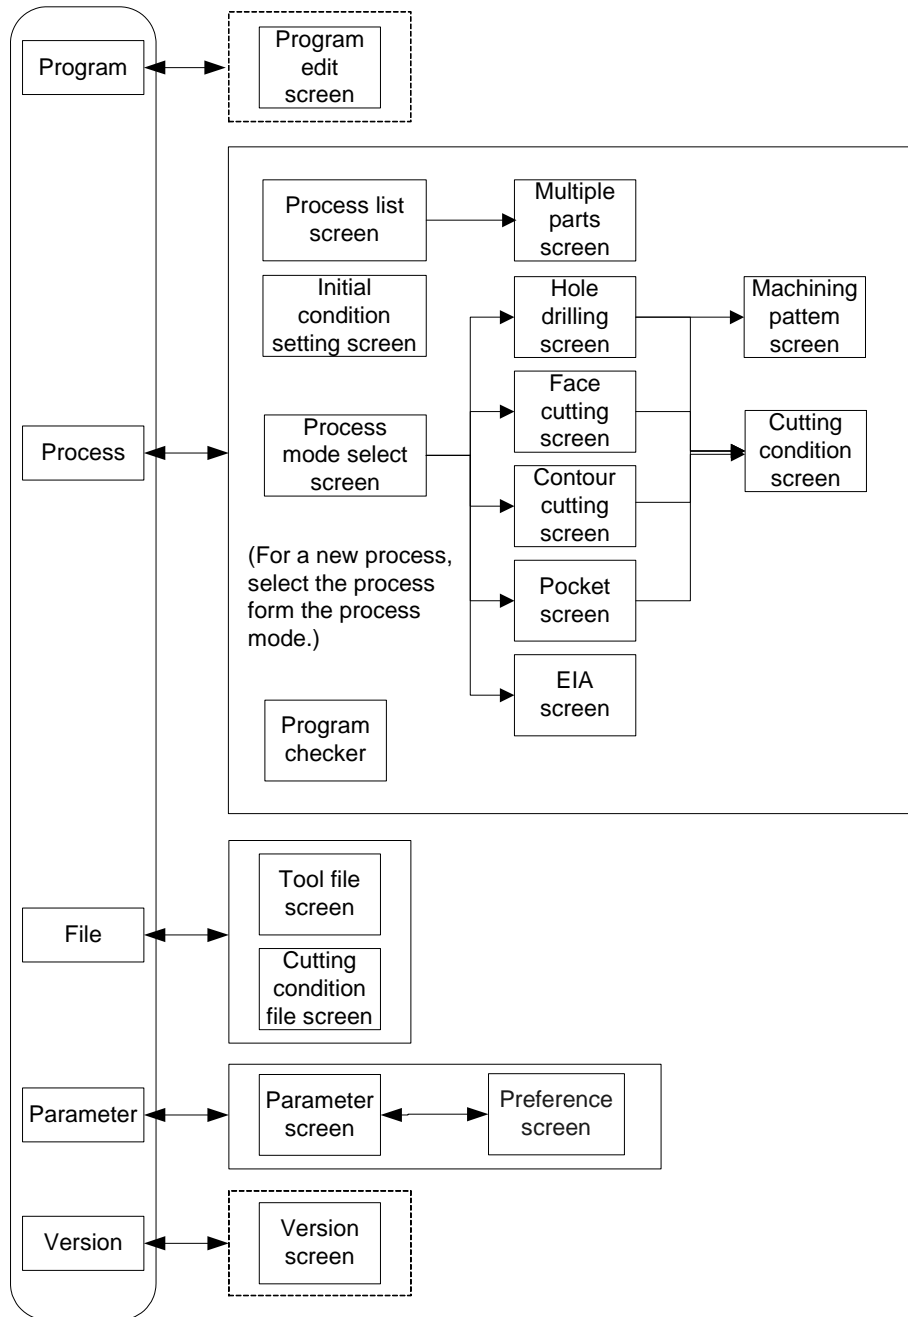 Program
Program
edit
screen
Process list
screen
Multiple
parts
screen
Initial
condition
setting screen
Hole
drilling
screen
Machining
pattem
screen
Face
cutting
screen
Process
Process
mode select
screen
Cutting
condition
screen
Contour
cutting
screen
(For a new process,
select the process
form the process
mode.)
Pocket
screen
EIA
screen
Program
checker
File
Tool file
screen
Cutting
condition
file screen
Parameter
Parameter
screen
Preference
screen
Version
Version
screen